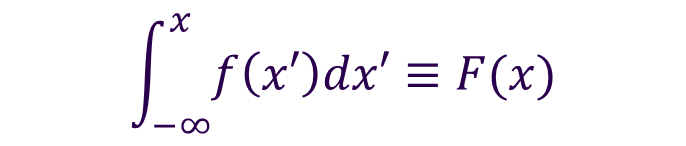 ∫_{-∞}^{x} f(x′)dx′ ≡ F(x)